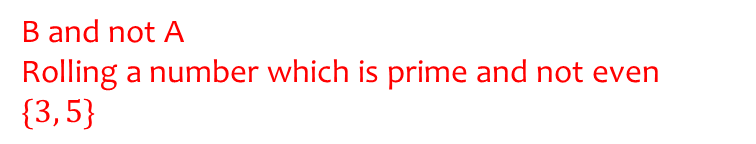 B and not A
Rolling a number which is prime and not even
{3, 5}